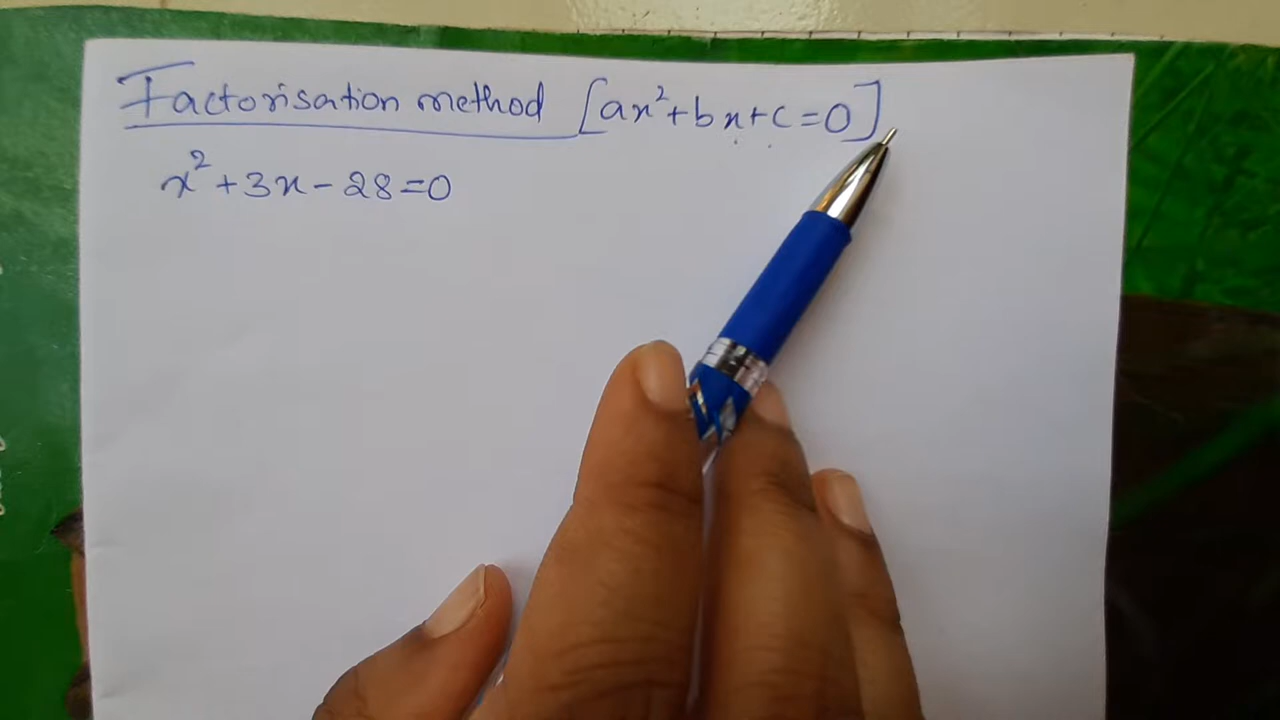 Factorisation method [ax²+bx+c=0]
x²+3x-28=0